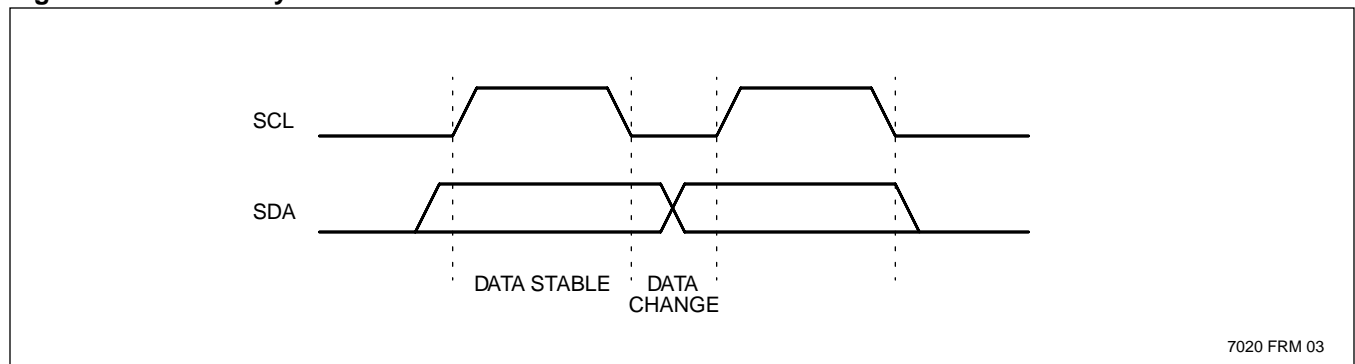 SCL
SDA
DATA STABLE
DATA
CHANGE
7020 FRM 03